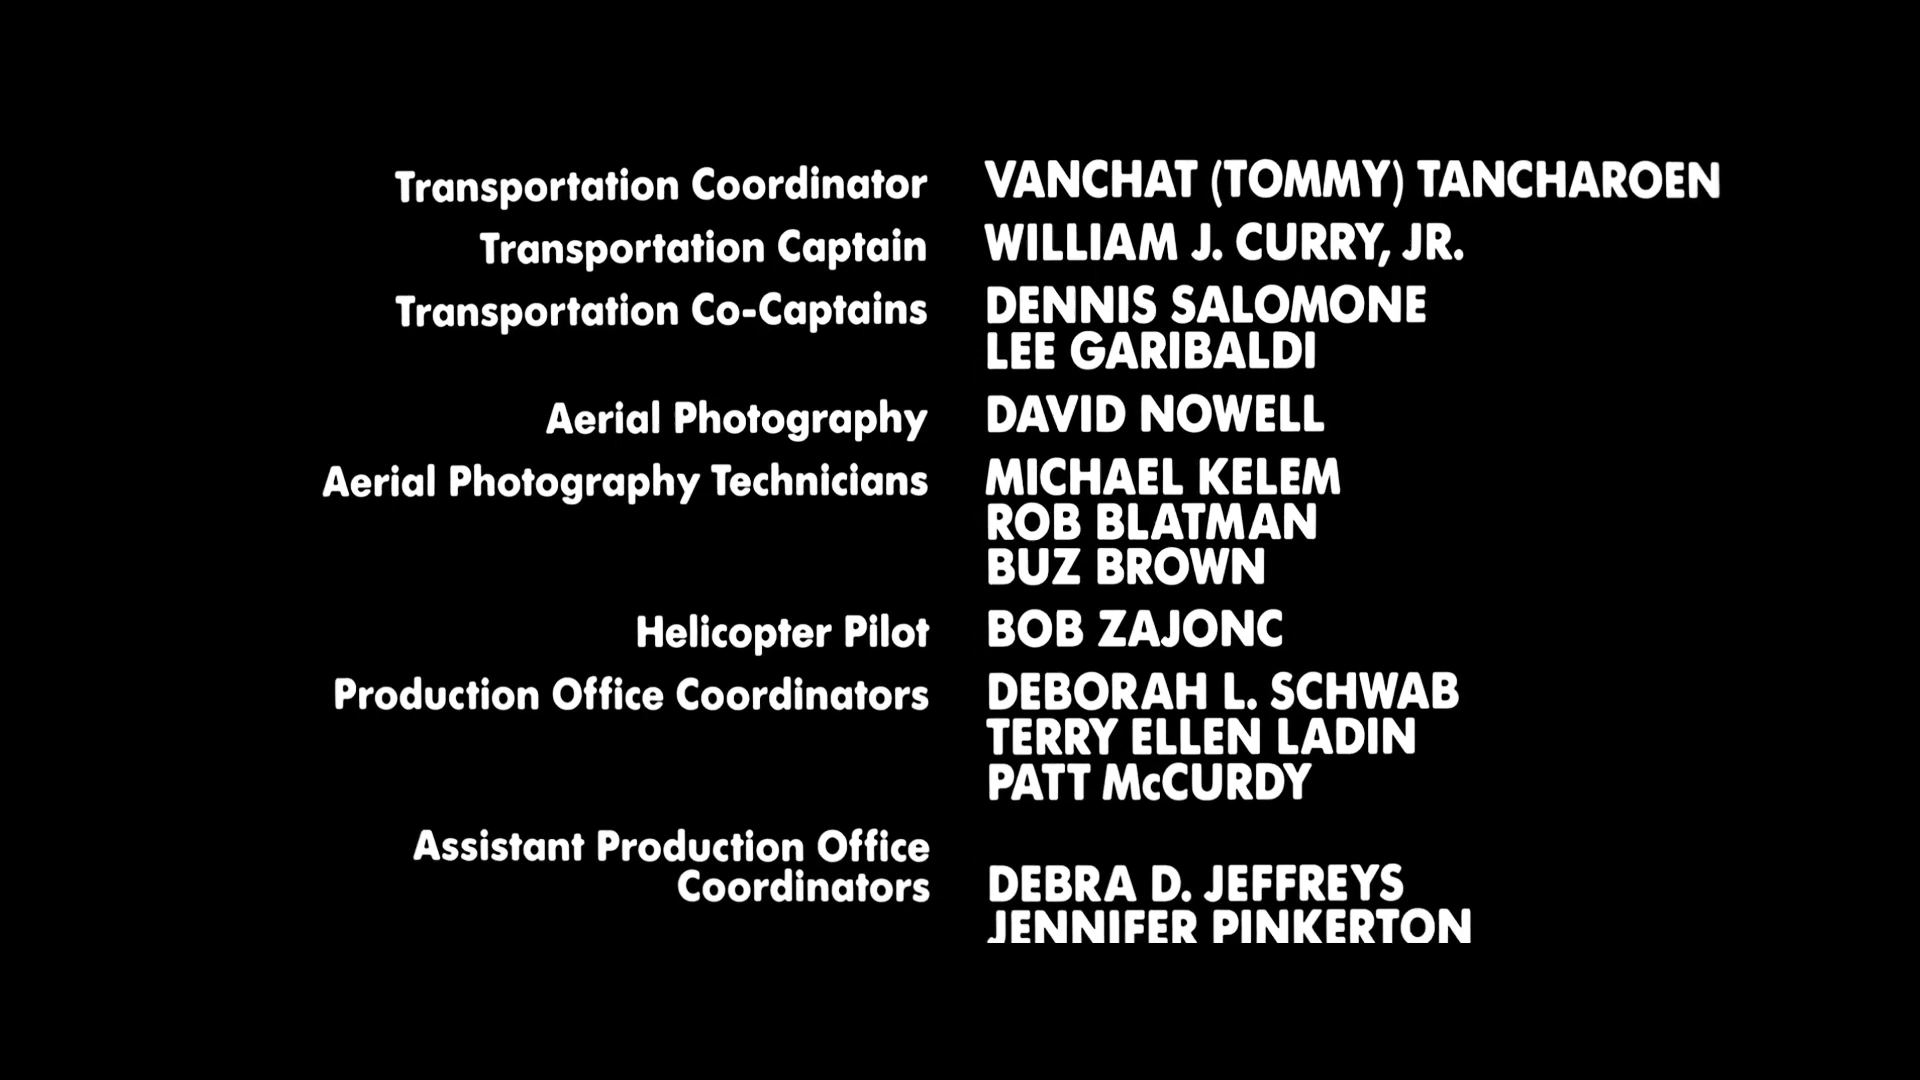 Transportation Coordinator VANCHAT (TOMMY) TANCHAROEN
Transportation Captain WILLIAM J. CURRY, JR.
Transportation Co-Captains DENNIS SALOMONE
LEE GARIBALDI
Aerial Photography DAVID NOWELL
Aerial Photography Technicians MICHAEL KELEM
ROB BLATMAN
BUZ BROWN
Helicopter Pilot BOB ZAJONC
Production Office Coordinators DEBORAH L. SCHWAB
TERRY ELLEN LADIN
PATT McCURDY
Assistant Production Office
Coordinators DEBRA D. JEFFREYS
JENNIFER PINKERTON